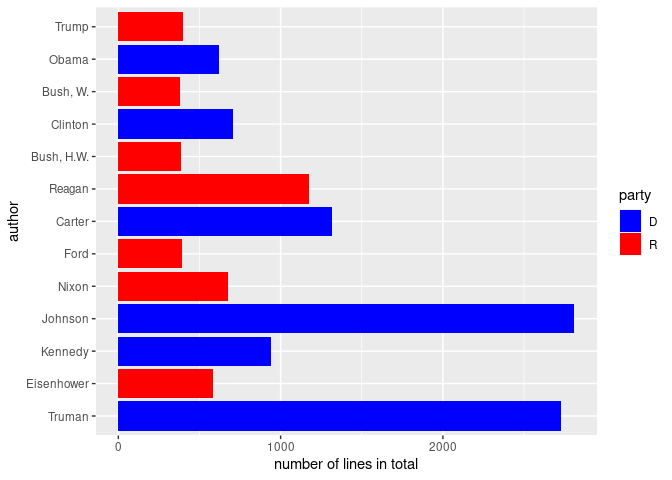 Trump
Obama
Bush, W.
Clinton
Bush, H.W.
Reagan
Carter
Ford
Nixon
Johnson
Kennedy
Eisenhower
Truman
author
0 1000 2000
number of lines in total
party
D
R